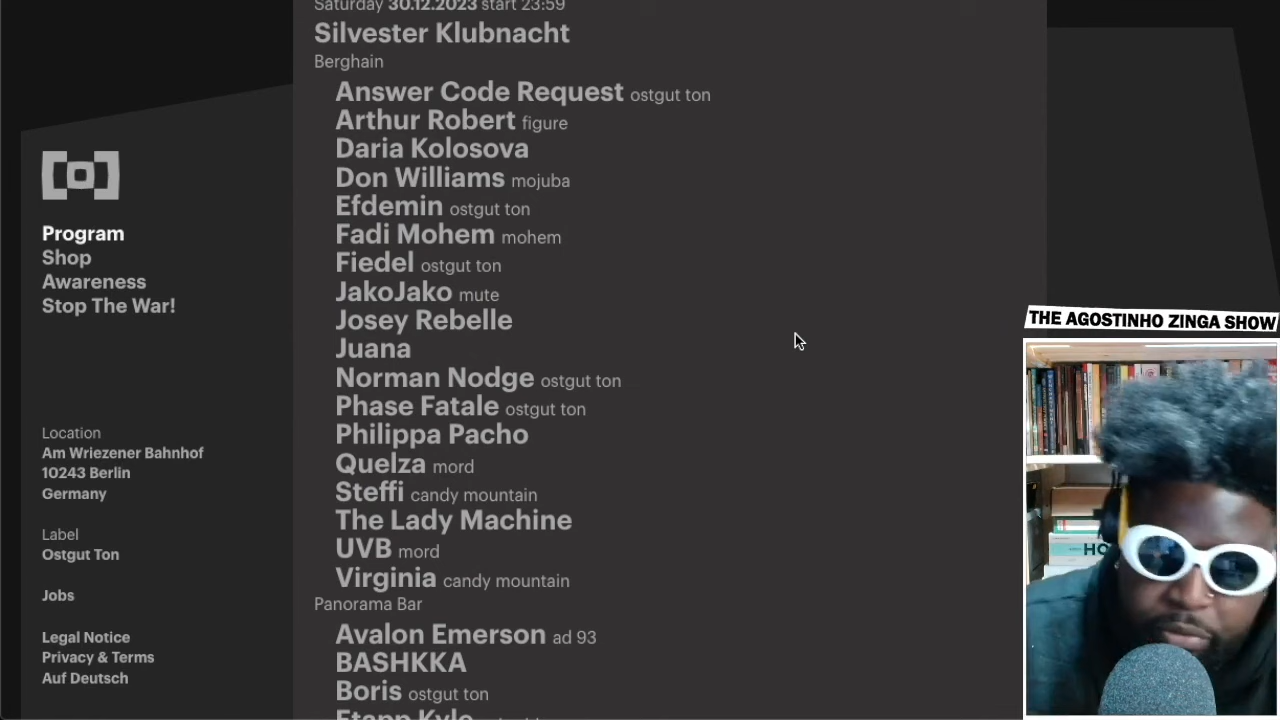 Saturday 30.12.2023 start 23:59
Silvester Klubnacht
Berghain
Answer Code Request ostgut ton
Arthur Robert figure
Daria Kolosova
Don Williams mojuba
Efdemin ostgut ton
Fadi Mohem mohem
Fiedel ostgut ton
JakoJako mute
Josey Rebelle
Juana
Norman Nodge ostgut ton
Phase Fatale ostgut ton
Philippa Pacho
Quelza mord
Steffi candy mountain
The Lady Machine
UVB mord
Virginia candy mountain
Panorama Bar
Avalon Emerson ad 93
BASHKKA
Boris ostgut ton
Etapp Kyle
Program
Shop
Awareness
Stop The War!
Location
Am Wriezener Bahnhof
10243 Berlin
Germany
Label
Ostgut Ton
Jobs
Legal Notice
Privacy & Terms
Auf Deutsch
THE AGOSTINHO ZINGA SHOW
HO